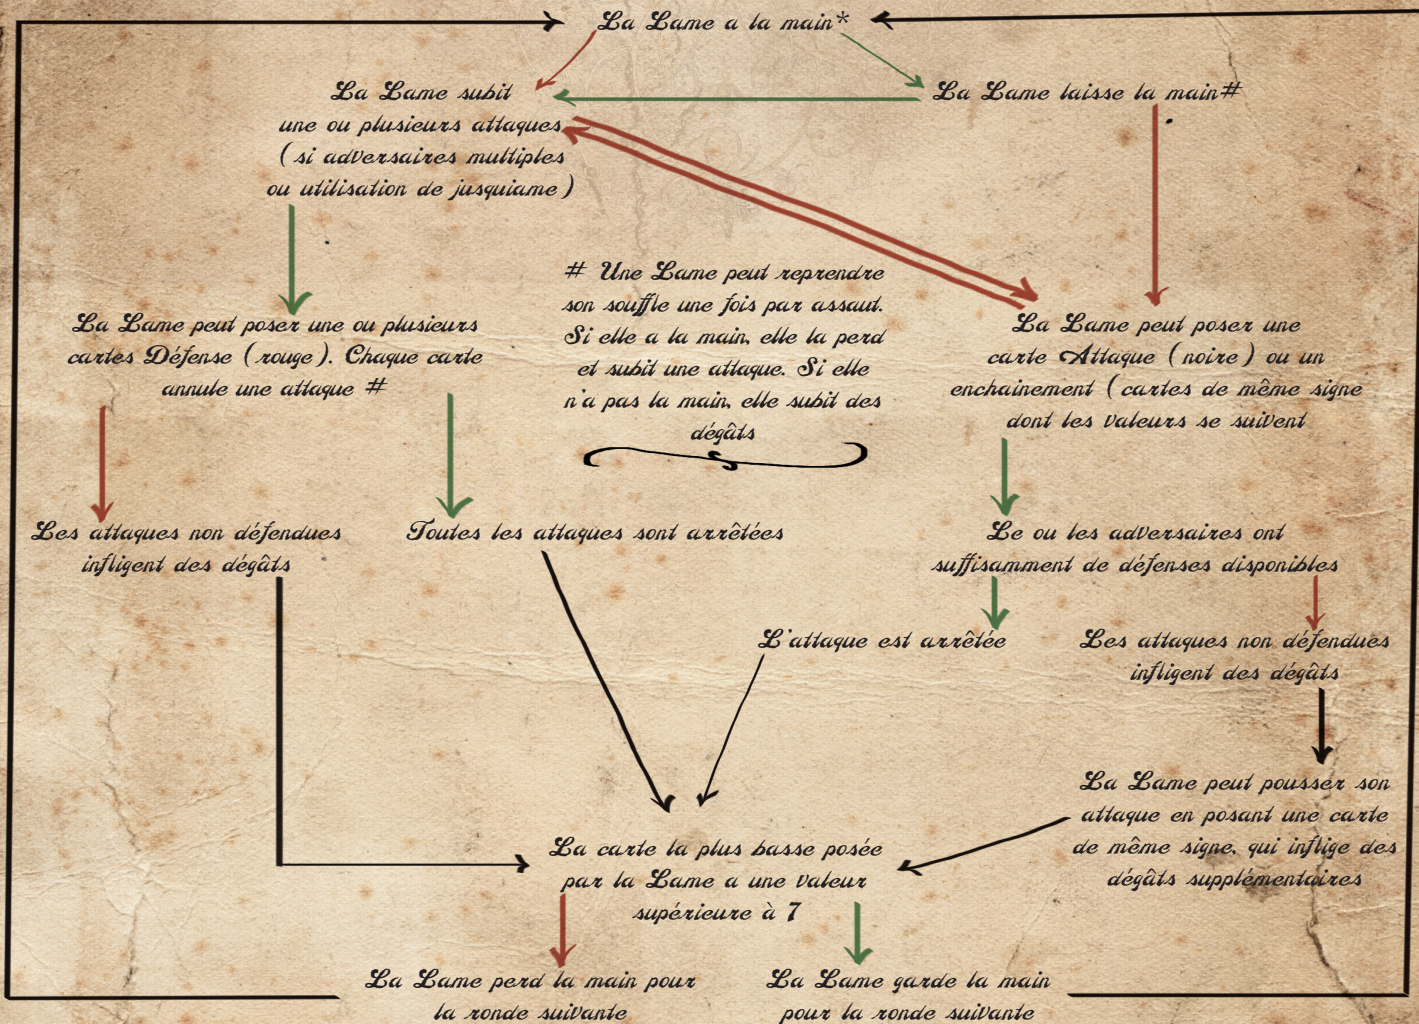 La Lame a la main*
La Lame subit
une ou plusieurs attaques
(si adversaires multiples
ou utilisation de jusquiame)
La Lame laisse la main#
# Une Lame peut reprendre
son souffle une fois par assaut.
Si elle a la main, elle la perd
et subit une attaque. Si elle
n'a pas la main, elle subit des
dégâts
La Lame peut poser une ou plusieurs
cartes Défense (rouge). Chaque carte
annule une attaque #
La Lame peut poser une
carte Attaque (noire) ou un
enchainement (cartes de même signe
dont les valeurs se suivent
Les attaques non défendues
infligent des dégâts
Toutes les attaques sont arrêtées
Le ou les adversaires ont
suffisamment de défenses disponibles
L'attaque est arrêtée
Les attaques non défendues
infligent des dégâts
La Lame peut pousser son
attaque en posant une carte
de même signe, qui inflige des
dégâts supplémentaires
La carte la plus basse posée
par la Lame a une valeur
supérieure à 7
La Lame perd la main pour
la ronde suivante
La Lame garde la main
pour la ronde suivante